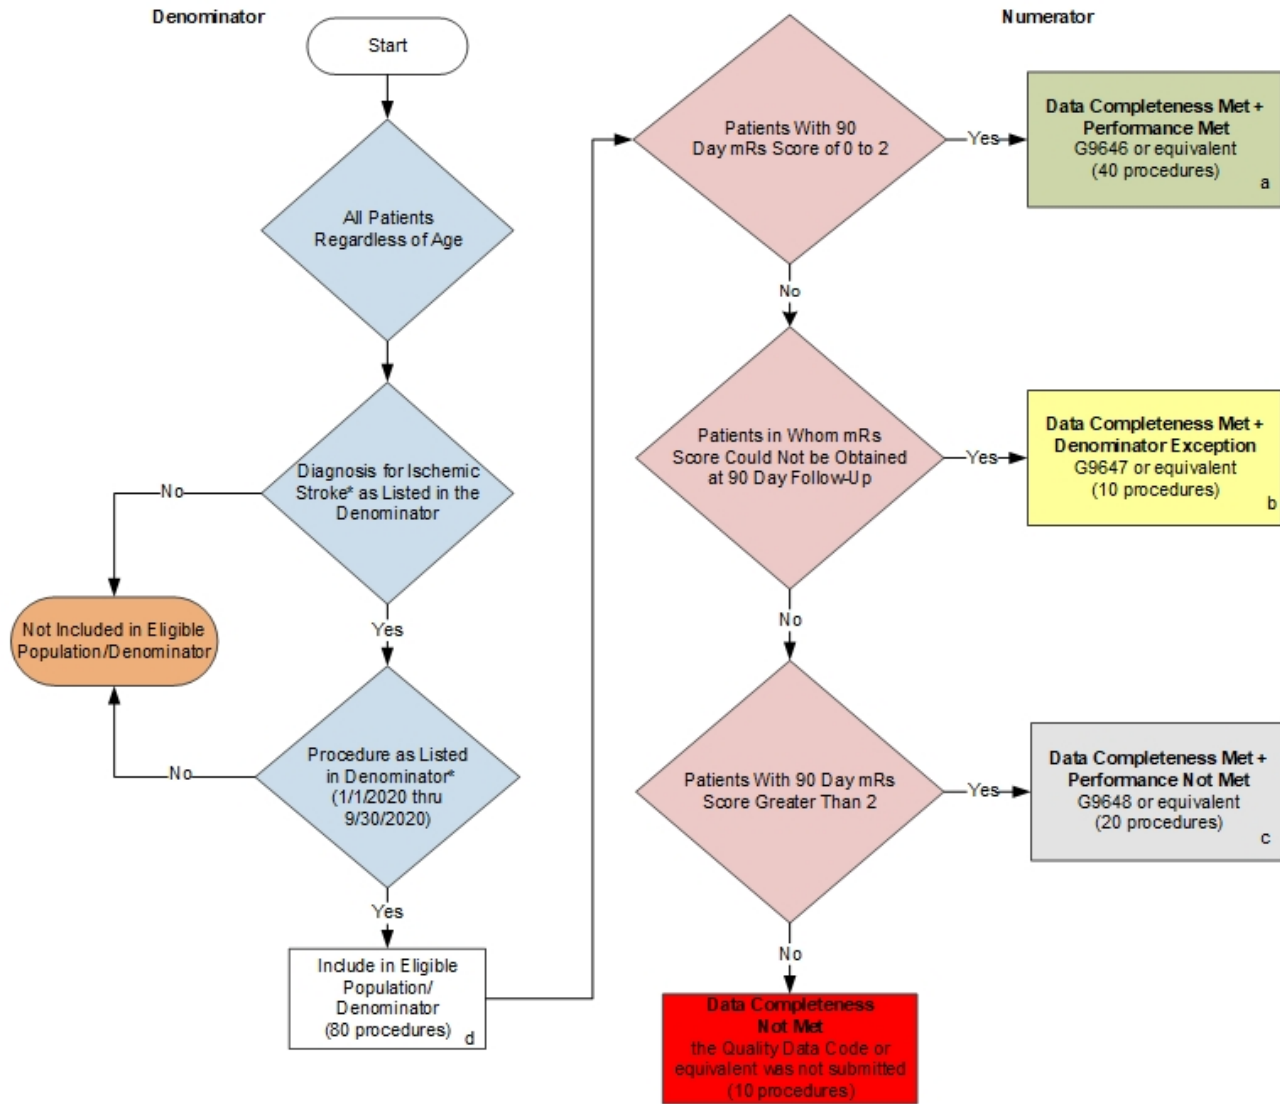 Denominator
Start
All Patients
Regardless of Age
Diagnosis for Ischemic
Stroke* as Listed in the
Denominator
No
Not Included in Eligible
Population/Denominator
Yes
Procedure as Listed
in Denominator*
(1/1/2020 thru
9/30/2020)
No
Yes
Include in Eligible
Population/
Denominator
(80 procedures)
d
Numerator
Patients With 90
Day mRs Score of 0 to 2
Yes
Data Completeness Met +
Performance Met
G9646 or equivalent
(40 procedures)
a
No
Patients in Whom mRs
Score Could Not be Obtained
at 90 Day Follow-Up
Yes
Data Completeness Met +
Denominator Exception
G9647 or equivalent
(10 procedures)
b
No
Patients With 90 Day mRs
Score Greater Than 2
Yes
Data Completeness Met +
Performance Not Met
G9648 or equivalent
(20 procedures)
c
No
Data Completeness
Not Met
the Quality Data Code or
equivalent was not submitted
(10 procedures)